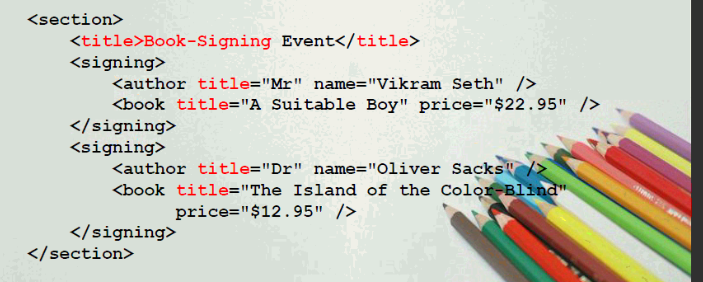 <section>
<title>Book-Signing Event</title>
<signing>
<author title="Mr" name="Vikram Seth" />
<book title="A Suitable Boy" price="$22.95" />
</signing>
<signing>
<author title="Dr" name="Oliver Sacks" />
<book title="The Island of the Color-Blind"
price="$12.95" />
</signing>
</section>